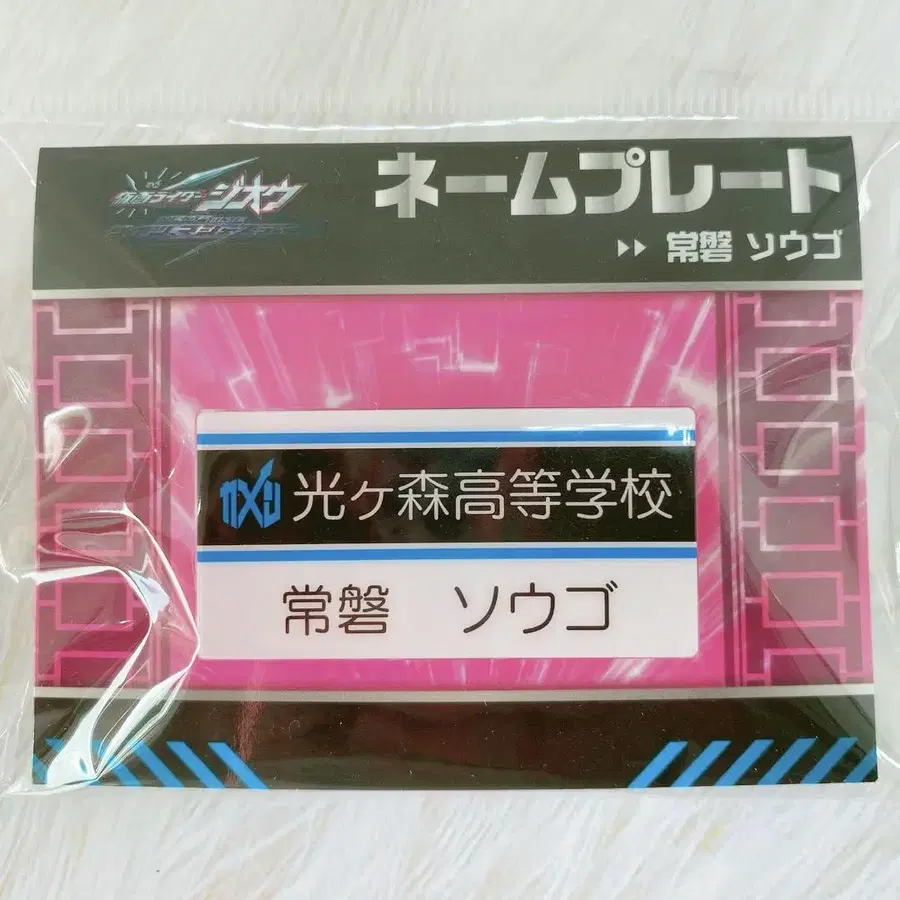 仮面ライダージオウ
ネームプレート
常磐 ソウゴ
光ヶ森高等学校
常磐 ソウゴ